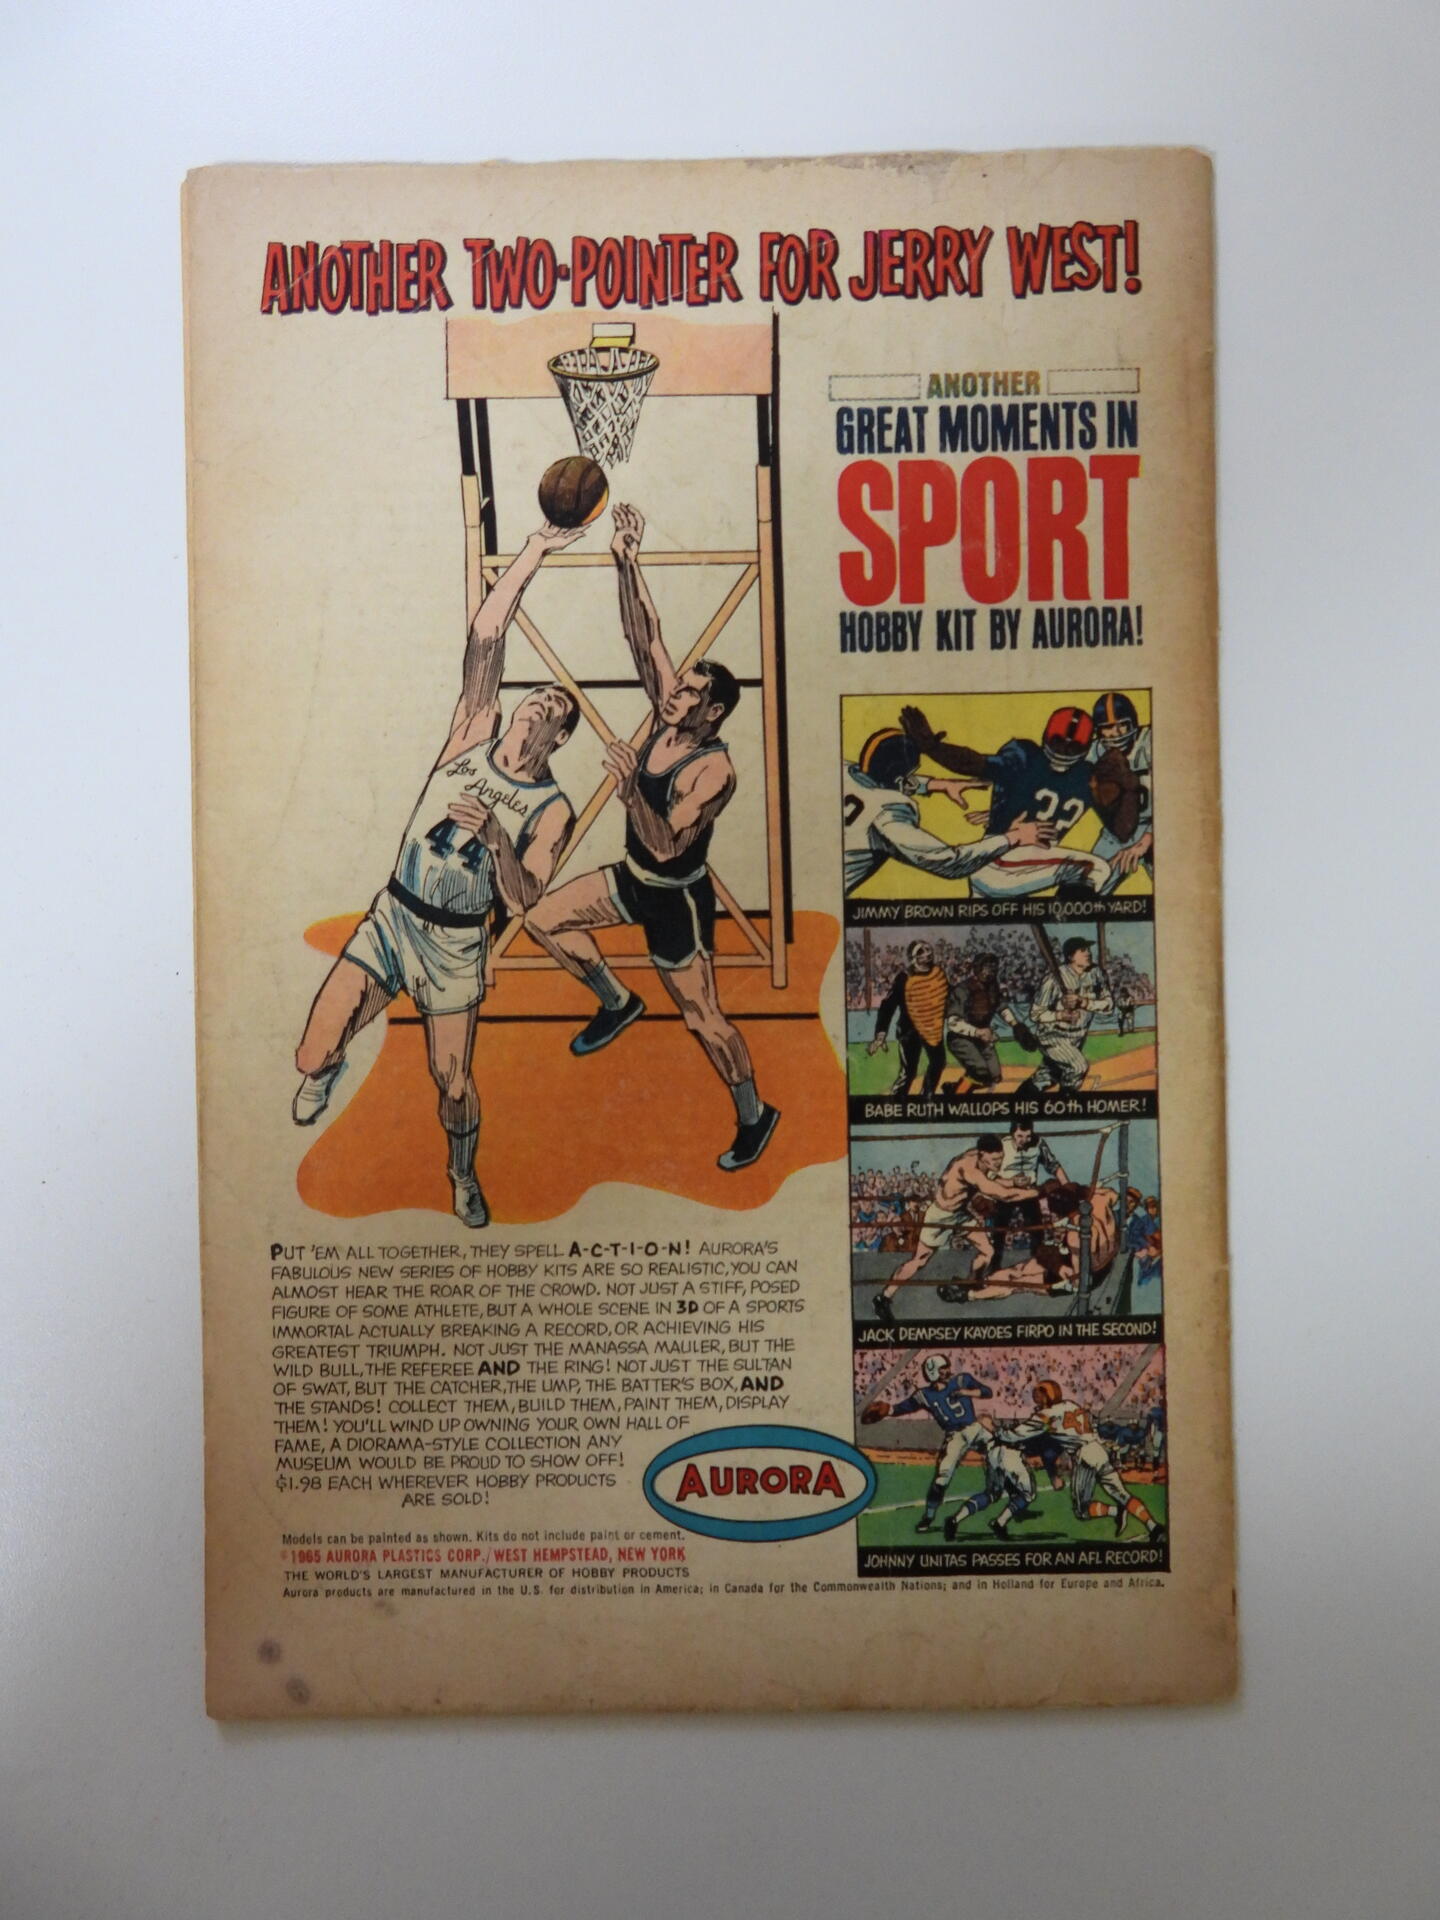 ANOTHER TWO-POINTER FOR JERRY WEST!
ANOTHER
GREAT MOMENTS IN
SPORT
HOBBY KIT BY AURORA!
Los
Angeles
44
22
JIMMY BROWN RIPS OFF HIS 10,000th YARD!
BABE RUTH WALLOPS HIS 60th HOMER!
JACK DEMPSEY KAYOES FIRPO IN THE SECOND!
15
JOHNNY UNITAS PASSES FOR AN AFL RECORD!
PUT 'EM ALL TOGETHER, THEY SPELL A-C-T-I-O-N! AURORA'S
FABULOUS NEW SERIES OF HOBBY KITS ARE SO REALISTIC, YOU CAN
ALMOST HEAR THE ROAR OF THE CROWD. NOT JUST A STIFF, POSED
FIGURE OF SOME ATHLETE, BUT A WHOLE SCENE IN 3D OF A SPORTS
IMMORTAL ACTUALLY BREAKING A RECORD, OR ACHIEVING HIS
GREATEST TRIUMPH. NOT JUST THE MANASSA MAULER, BUT THE
WILD BULL, THE REFEREE AND THE RING! NOT JUST THE SULTAN
OF SWAT, BUT THE CATCHER, THE UMP, THE BATTER'S BOX, AND
THE STANDS! COLLECT THEM, BUILD THEM, PAINT THEM, DISPLAY
THEM! YOU'LL WIND UP OWNING YOUR OWN HALL OF
FAME, A DIORAMA-STYLE COLLECTION ANY
MUSEUM WOULD BE PROUD TO SHOW OFF!
$1.98 EACH WHEREVER HOBBY PRODUCTS
ARE SOLD!
AURORA
Models can be painted as shown. Kits do not include paint or cement.
©1965 AURORA PLASTICS CORP./WEST HEMPSTEAD, NEW YORK
THE WORLD'S LARGEST MANUFACTURER OF HOBBY PRODUCTS
Aurora products are manufactured in the U.S. for distribution in America; in Canada for the Commonwealth Nations; and in Holland for Europe and Africa.